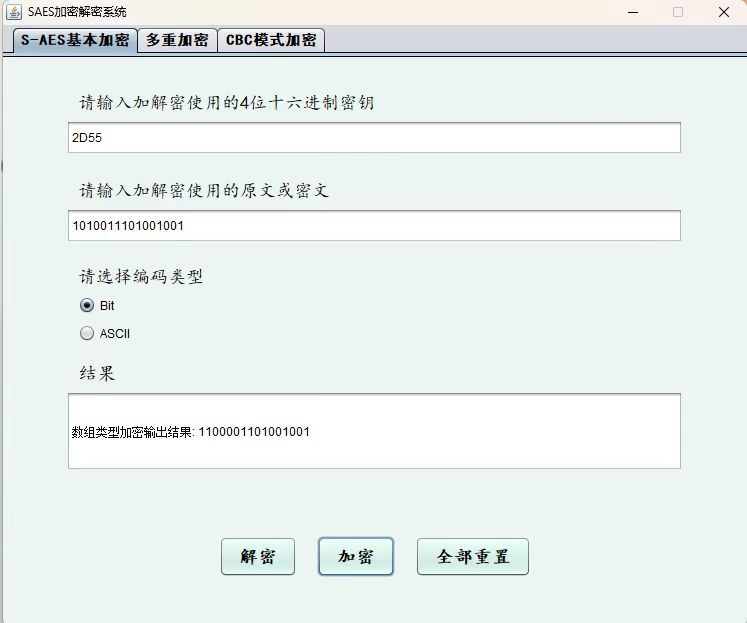 SAES加密解密系统
S-AES基本加密 多重加密 CBC模式加密
请输入加解密使用的4位十六进制密钥
2D55
请输入加解密使用的原文或密文
1010011101001001
请选择编码类型
Bit
ASCII
结果
数组类型加密输出结果: 1100001101001001
解密 加密 全部重置